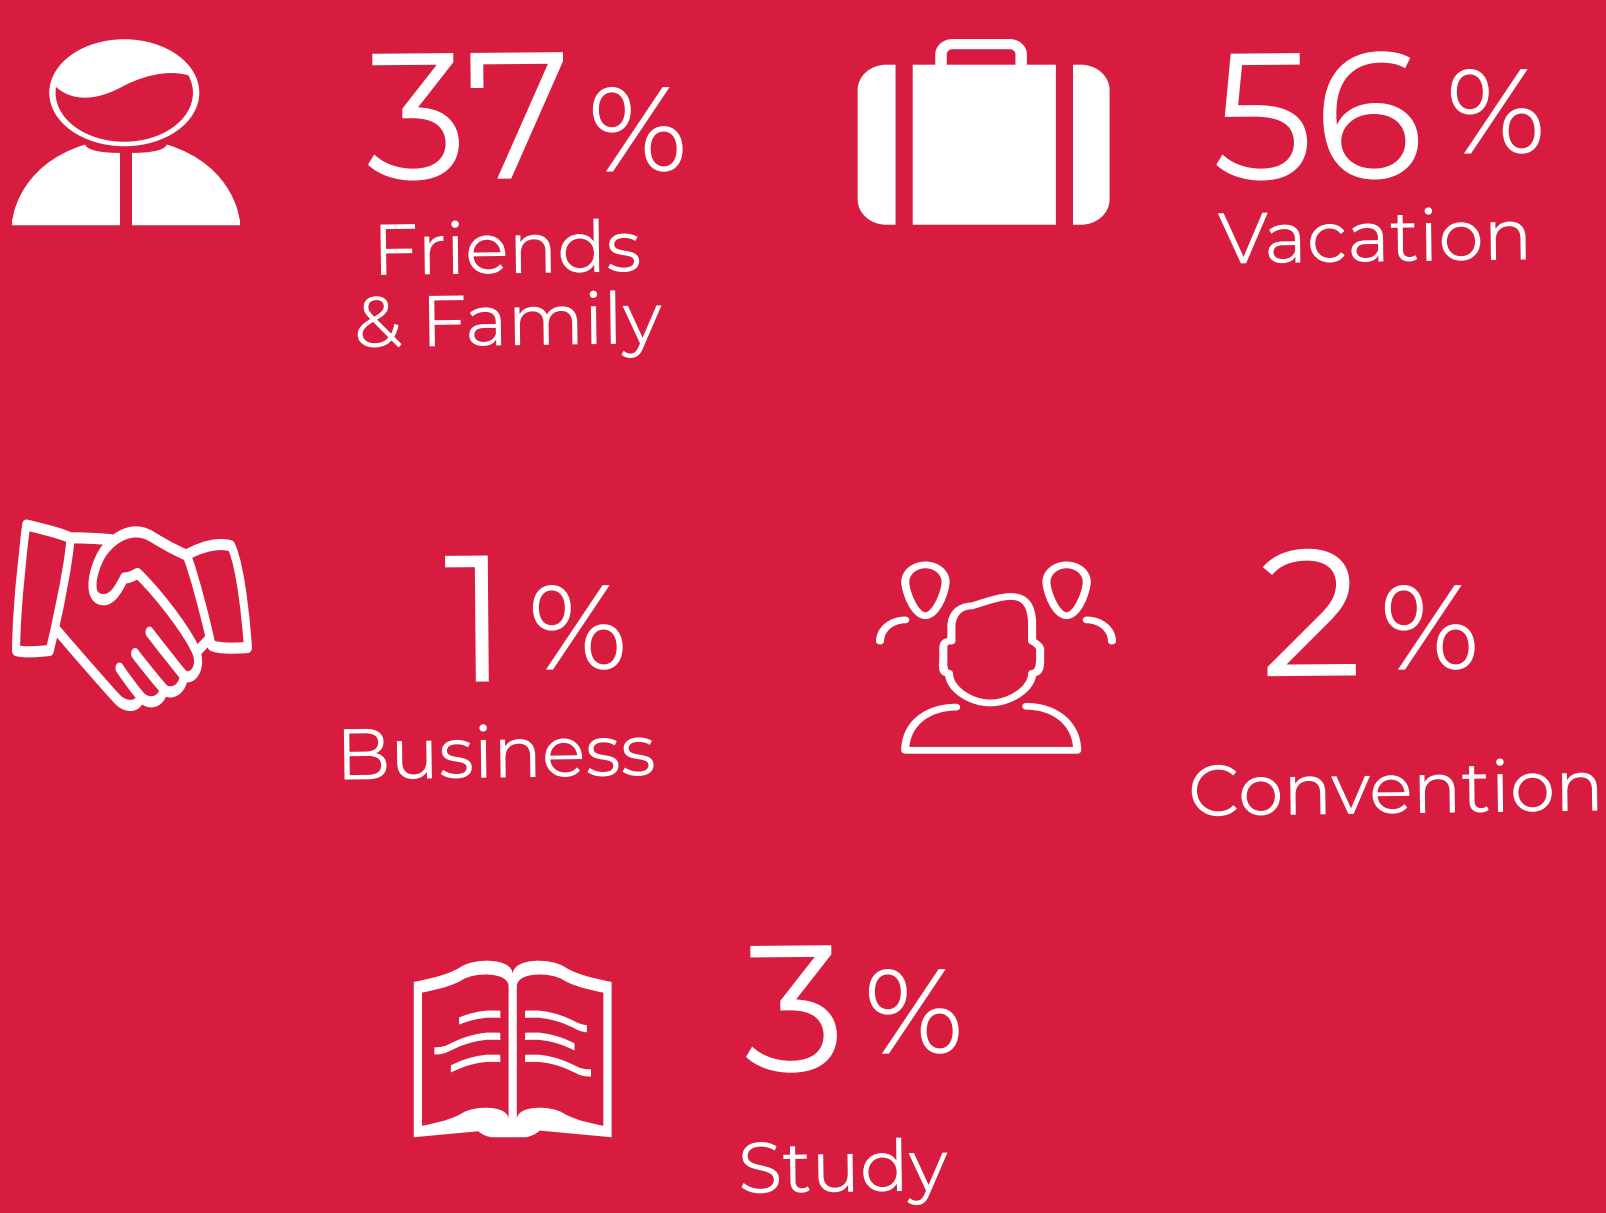 37%
Friends
& Family
56%
Vacation
1%
Business
2%
Convention
3%
Study